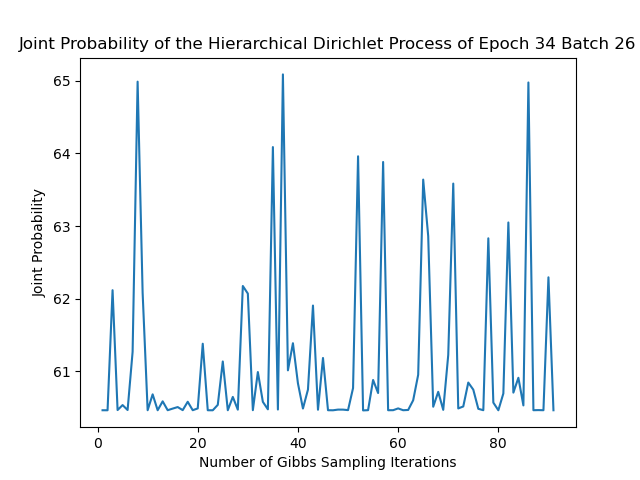 Joint Probability of the Hierarchical Dirichlet Process of Epoch 34 Batch 26
65
64
63
62
61
Joint Probability
0 20 40 60 80
Number of Gibbs Sampling Iterations